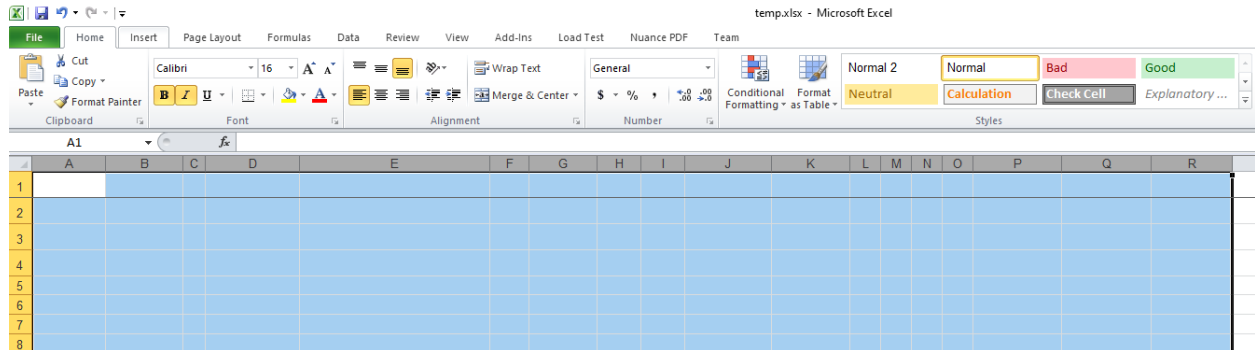 temp.xlsx - Microsoft Excel
File Home Insert Page Layout Formulas Data Review View Add-Ins Load Test Nuance PDF Team
Cut
Copy
Format Painter
Paste
Clipboard
Calibri 16 A A
B I U A
Font
Wrap Text
Merge & Center
Alignment
General
$ % , .0 .00 .00 .0
Number
Conditional Formatting
Format as Table
Normal 2 Normal Bad Good
Neutral Calculation Check Cell Explanatory ...
Styles
A1 fx
A B C D E F G H I J K L M N O P Q R
1
2
3
4
5
6
7
8